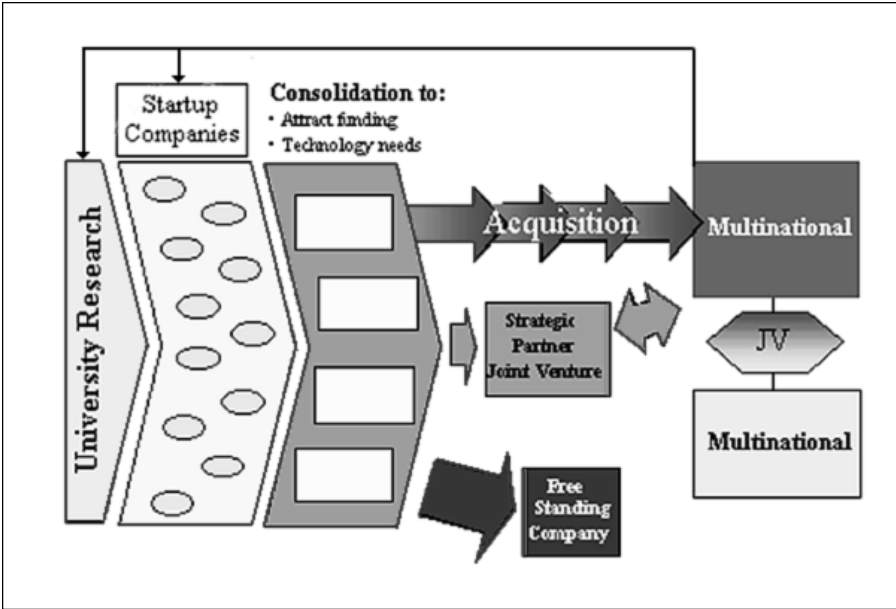 Startup
Companies
Consolidation to:
· Attract funding
· Technology needs
University Research
Acquisition
Multinational
Strategic
Partner
Joint Venture
JV
Multinational
Free
Standing
Company